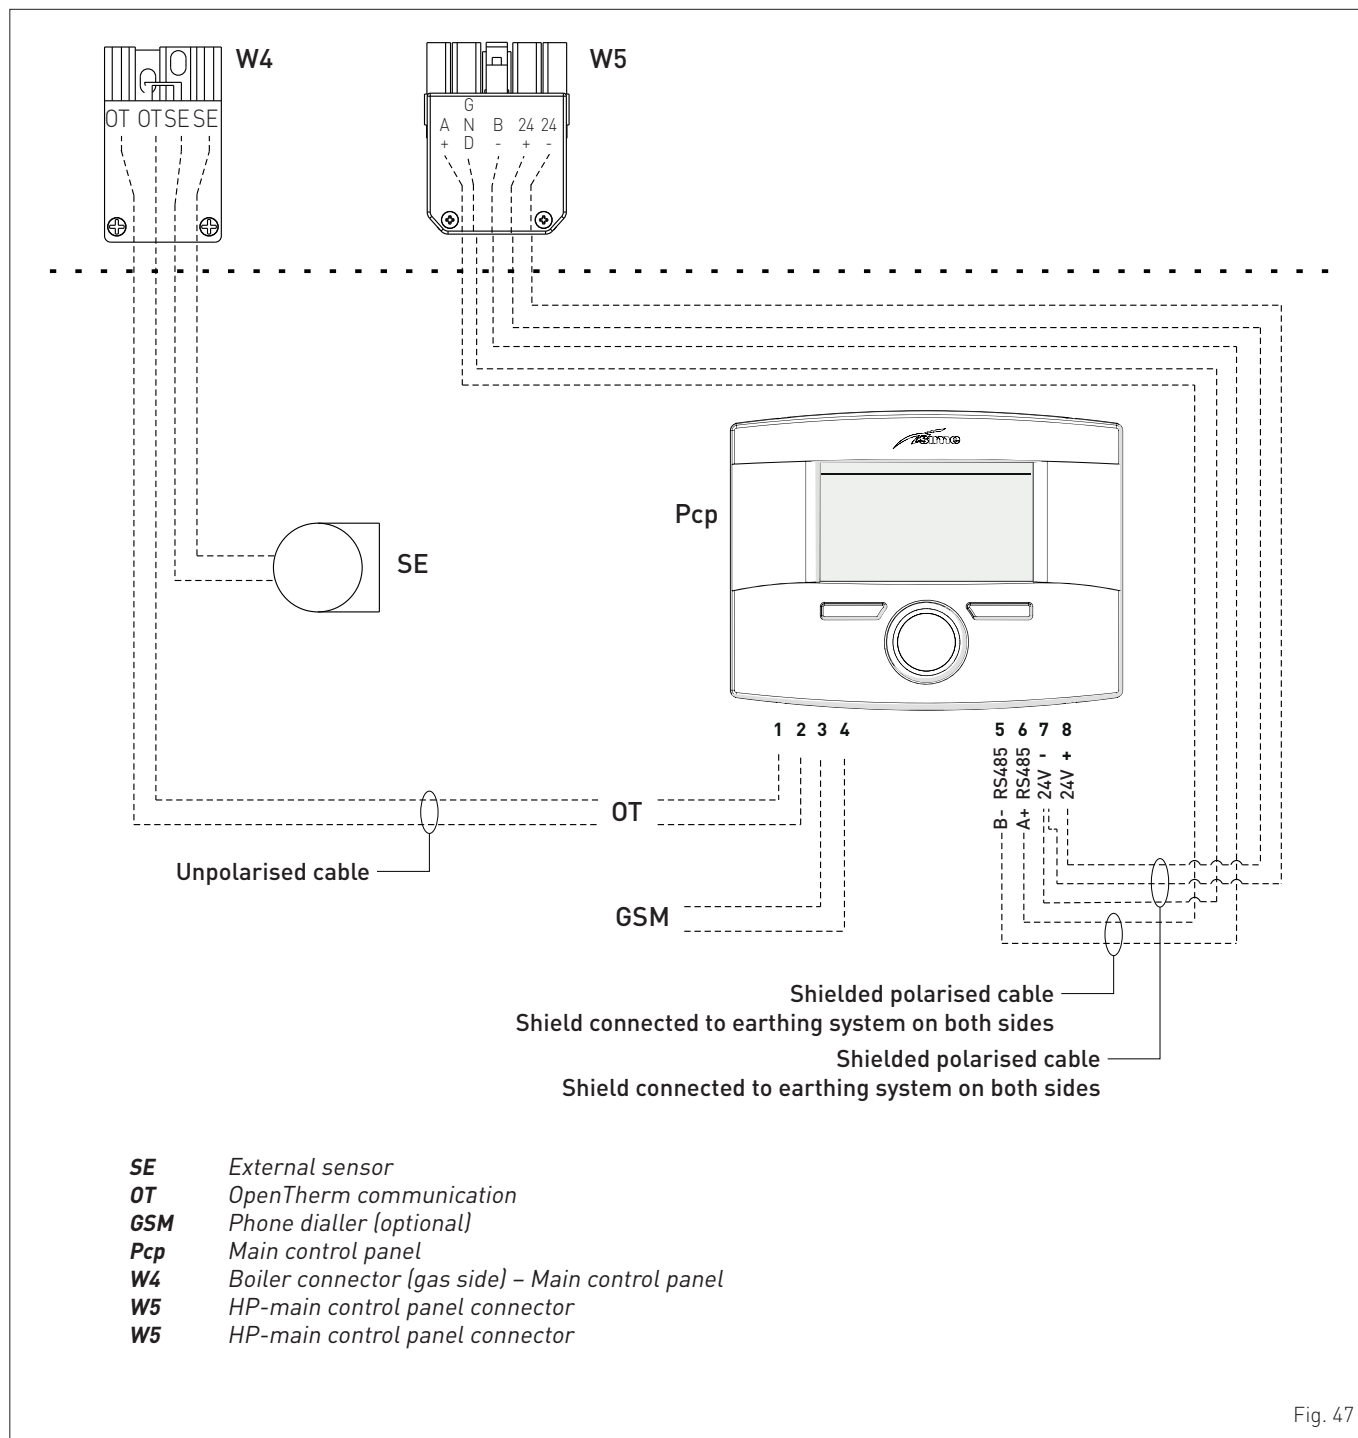 W4
W5
OT OT SE SE
G
A N B 24 24
+ D - + -
sime
Pcp
SE
1 2 3 4
5 6 7 8
B- RS485
A+ RS485
24V -
24V +
OT
Unpolarised cable
GSM
Shielded polarised cable
Shield connected to earthing system on both sides
Shielded polarised cable
Shield connected to earthing system on both sides
SE External sensor
OT OpenTherm communication
GSM Phone dialler (optional)
Pcp Main control panel
W4 Boiler connector (gas side) – Main control panel
W5 HP-main control panel connector
W5 HP-main control panel connector
Fig. 47